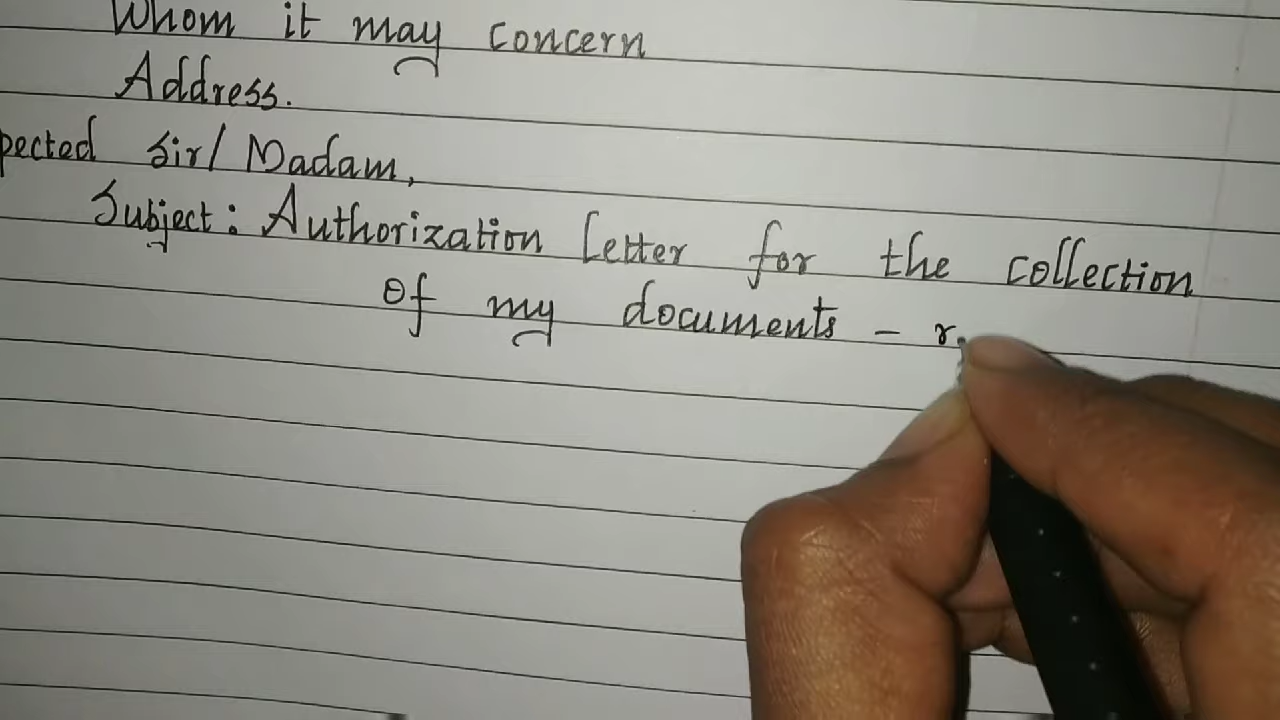 Whom it may concern
Address.
pected Sir/ Madam,
Subject: Authorization Letter for the collection
of my documents - r